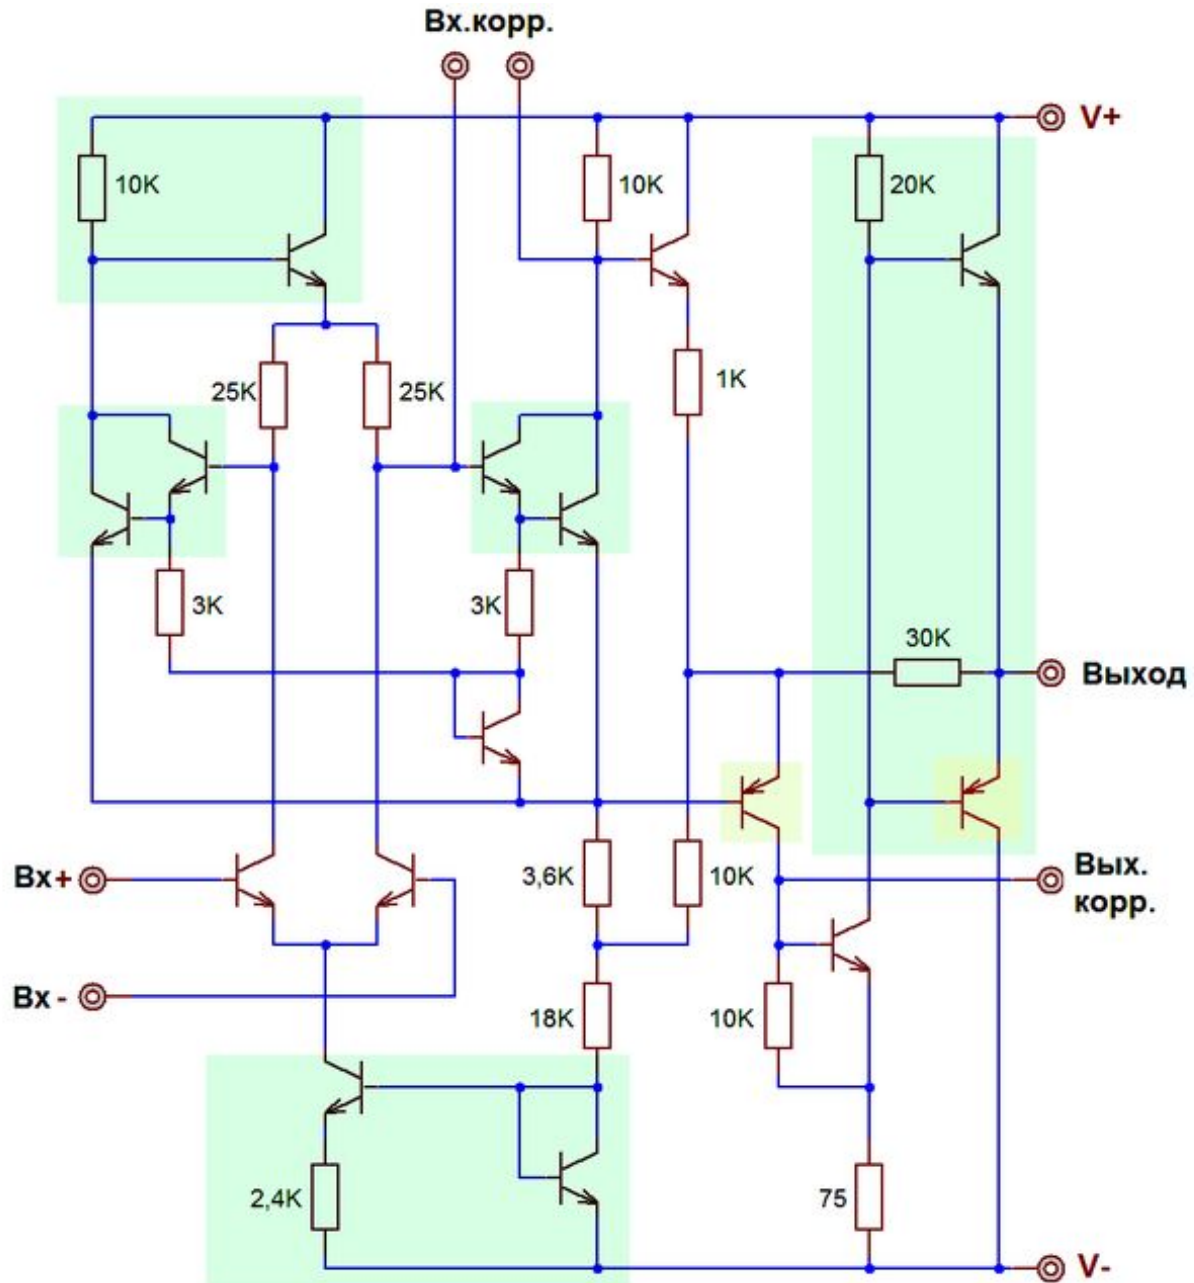 Вх.корр.
V+
10K
10K
20K
25K
25K
1K
3K
3K
30K
Выход
Вх+
3,6K
10K
Вых.
корр.
Вх -
18K
10K
2,4K
75
V-